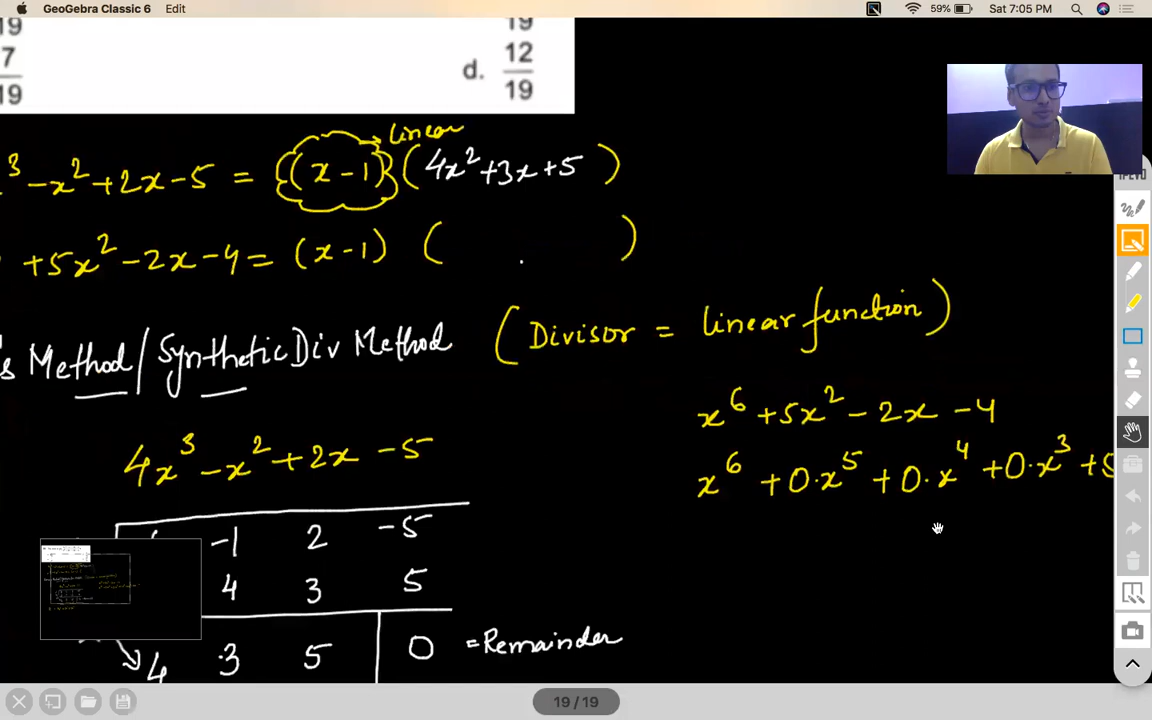 GeoGebra Classic 6 Edit 59% Sat 7:05 PM
19 19
7/19 d. 12/19
linear
³ -x² +2x -5 = (x-1) (4x² +3x +5)
+5x² -2x -4 = (x-1) ( )
's Method / Synthetic Div Method (Divisor = linear function)
x⁶ +5x² -2x -4
4x³ -x² +2x -5
x⁶ +0·x⁵ +0·x⁴ +0·x³ +5
-1 2 -5
4 3 5
4 3 5 0 = Remainder
19 / 19